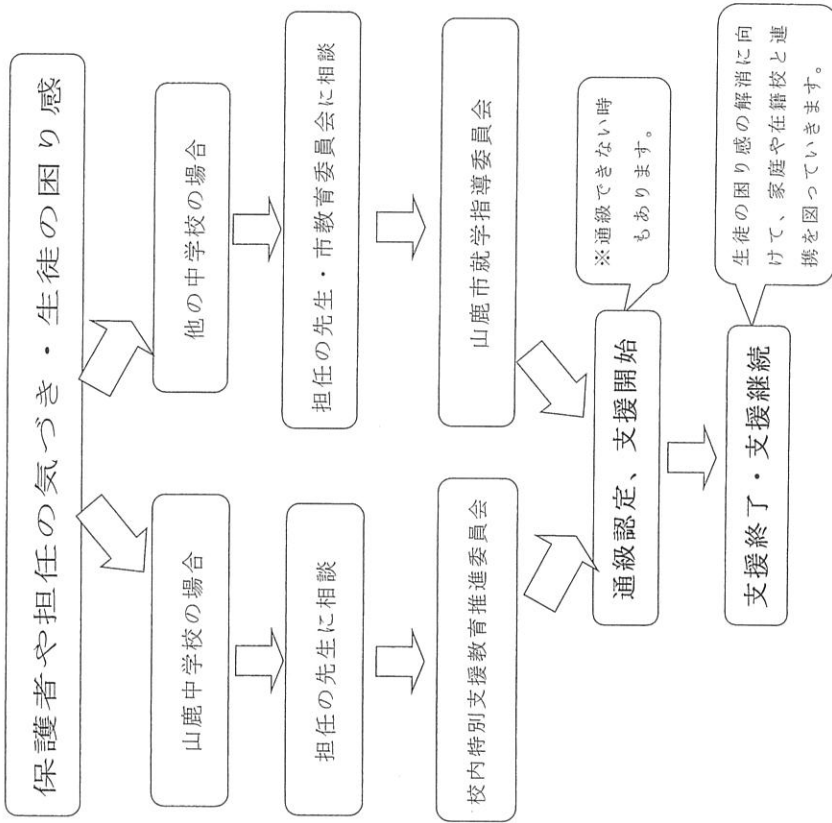 保護者や担任の気づき・生徒の困り感
山鹿中学校の場合
他の中学校の場合
担任の先生に相談
担任の先生・市教育委員会に相談
校内特別支援教育推進委員会
山鹿市就学指導委員会
通級認定、支援開始
※通級できない時
もあります。
支援終了・支援継続
生徒の困り感の解消に向
けて、家庭や在籍校と連
携を図っていきます。